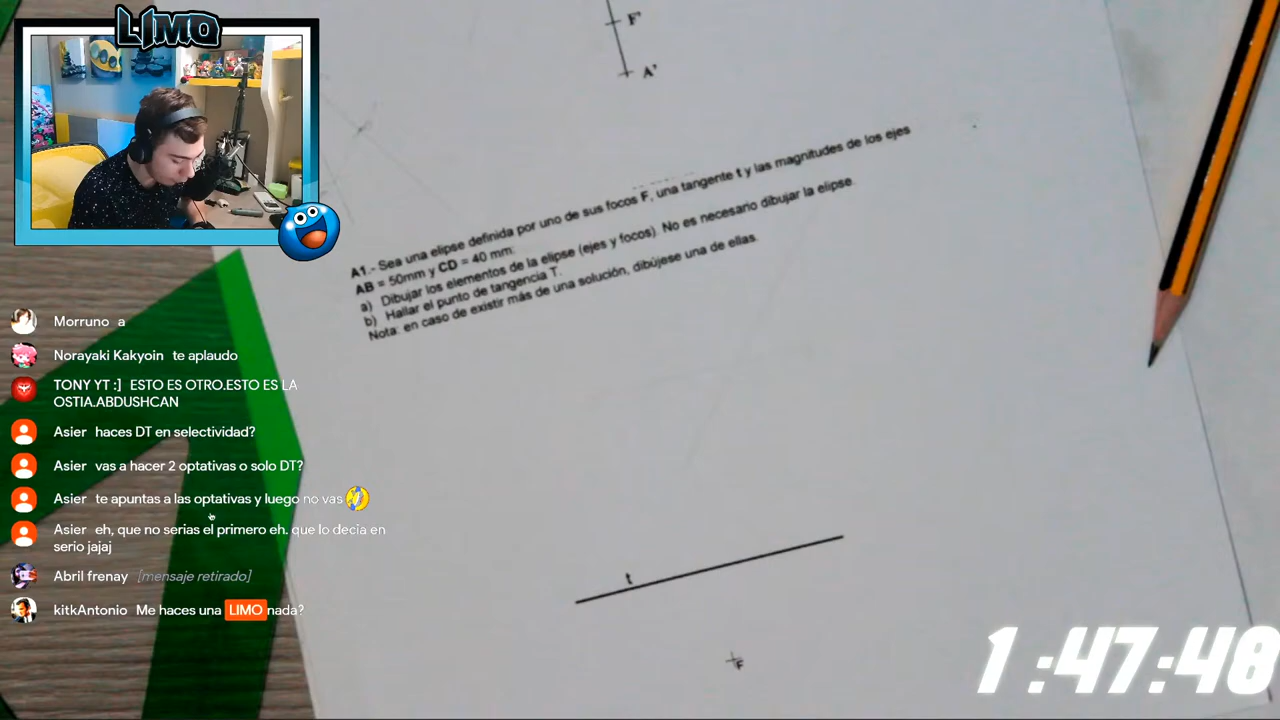 LIMO
F'
A'
A1.- Sea una elipse definida por uno de sus focos F, una tangente t y las magnitudes de los ejes
AB = 50mm y CD = 40 mm:
a) Dibujar los elementos de la elipse (ejes y focos). No es necesario dibujar la elipse.
b) Hallar el punto de tangencia T.
Nota: en caso de existir más de una solución, dibújese una de ellas.
t
F
Morruno a
Norayaki Kakyoin te aplaudo
TONY YT :] ESTO ES OTRO.ESTO ES LA
OSTIA.ABDUSHCAN
Asier haces DT en selectividad?
Asier vas a hacer 2 optativas o solo DT?
Asier te apuntas a las optativas y luego no vas
Asier eh, que no serias el primero eh. que lo decia en
serio jajaj
Abril frenay [mensaje retirado]
kitkAntonio Me haces una LIMO nada?
1:47:48